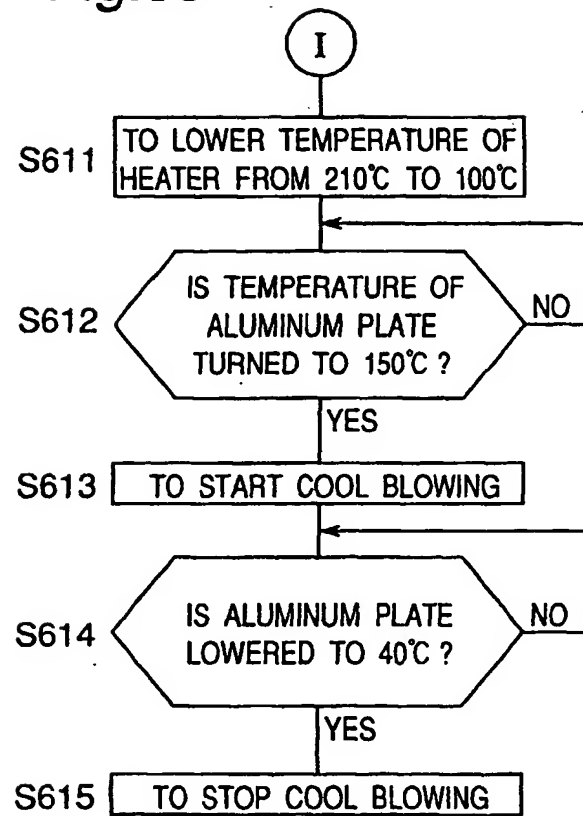 I
S611
TO LOWER TEMPERATURE OF
HEATER FROM 210℃ TO 100℃
S612
IS TEMPERATURE OF
ALUMINUM PLATE
TURNED TO 150℃ ?
NO
YES
S613
TO START COOL BLOWING
S614
IS ALUMINUM PLATE
LOWERED TO 40℃ ?
NO
YES
S615
TO STOP COOL BLOWING